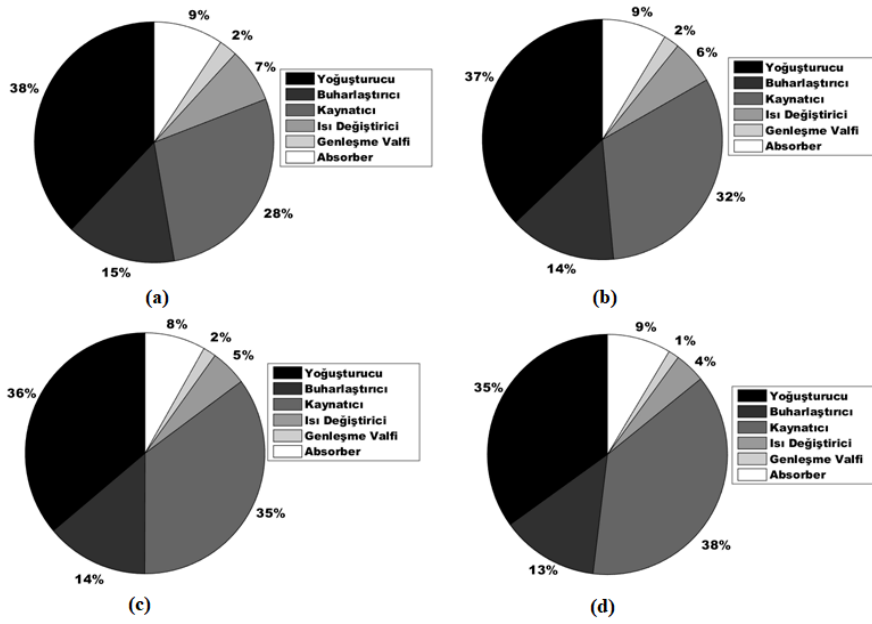 9%
2%
7%
38%
28%
15%
Yoğuşturucu
Buharlaştırıcı
Kaynatıcı
Isı Değiştirici
Genleşme Valfi
Absorber
(a)
9%
2%
6%
37%
32%
14%
Yoğuşturucu
Buharlaştırıcı
Kaynatıcı
Isı Değiştirici
Genleşme Valfi
Absorber
(b)
8%
2%
5%
36%
35%
14%
Yoğuşturucu
Buharlaştırıcı
Kaynatıcı
Isı Değiştirici
Genleşme Valfi
Absorber
(c)
9%
1%
4%
35%
38%
13%
Yoğuşturucu
Buharlaştırıcı
Kaynatıcı
Isı Değiştirici
Genleşme Valfi
Absorber
(d)